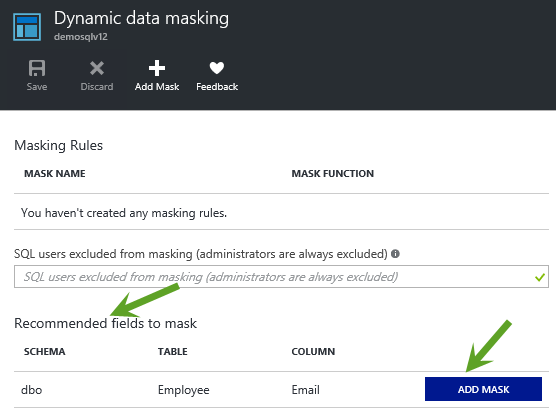 Dynamic data masking
demosqlv12
Save Discard Add Mask Feedback
Masking Rules
MASK NAME MASK FUNCTION
You haven't created any masking rules.
SQL users excluded from masking (administrators are always excluded)
SQL users excluded from masking (administrators are always excluded)
Recommended fields to mask
SCHEMA TABLE COLUMN
dbo Employee Email ADD MASK